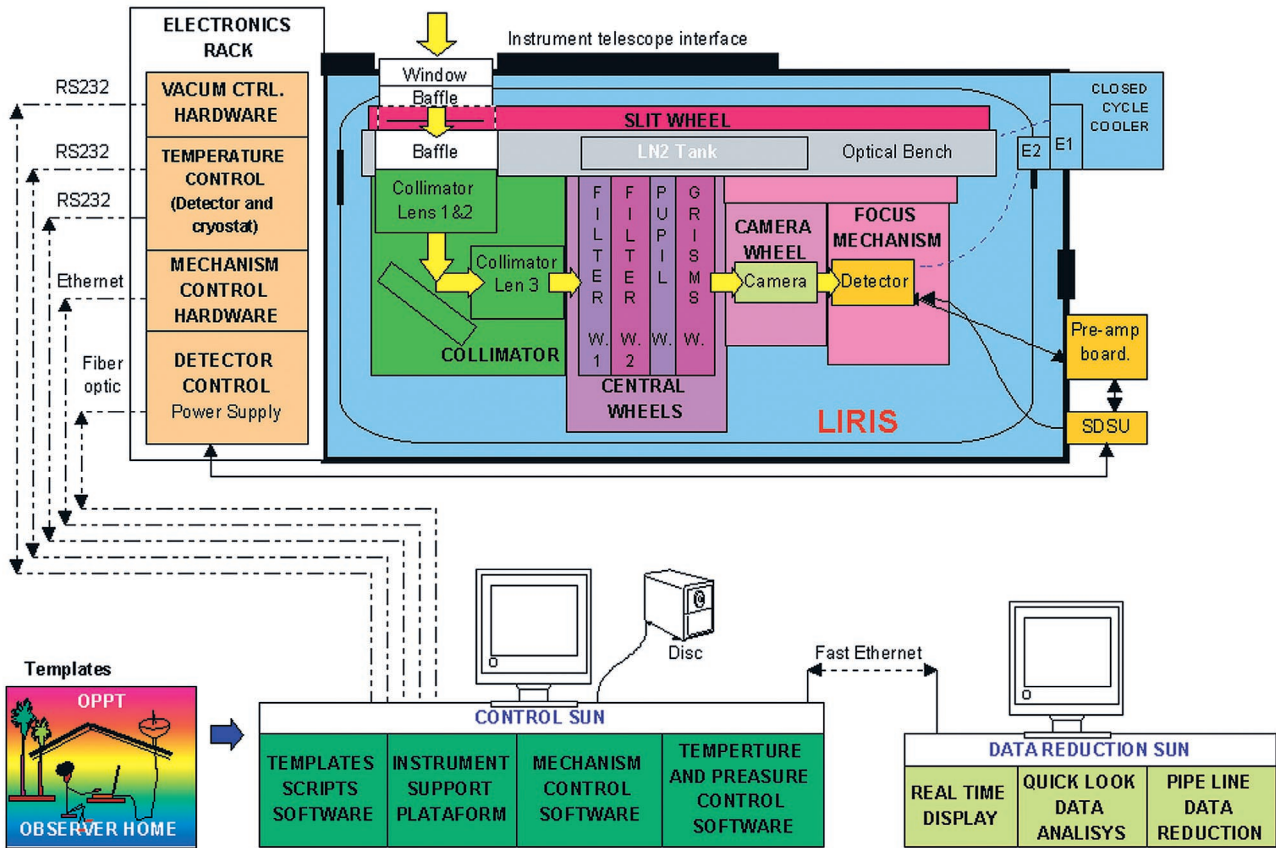 ELECTRONICS
RACK
VACUM CTRL.
HARDWARE
TEMPERATURE
CONTROL
(Detector and
cryostat)
MECHANISM
CONTROL
HARDWARE
DETECTOR
CONTROL
Power Supply
RS232
RS232
RS232
Ethernet
Fiber
optic
Instrument telescope interface
Window
Baffle
SLIT WHEEL
Baffle
LN2 Tank
Optical Bench
E2
E1
CLOSED
CYCLE
COOLER
Collimator
Lens 1&2
Collimator
Len 3
COLLIMATOR
FILTER W. 1
FILTER W. 2
PUPIL W.
GRISMS W.
CENTRAL
WHEELS
CAMERA
WHEEL
Camera
FOCUS
MECHANISM
Detector
LIRIS
Pre-amp
board.
SDSU
Templates
OPPT
OBSERVER HOME
Disc
Fast Ethernet
CONTROL SUN
TEMPLATES
SCRIPTS
SOFTWARE
INSTRUMENT
SUPPORT
PLATAFORM
MECHANISM
CONTROL
SOFTWARE
TEMPERTURE
AND PREASURE
CONTROL
SOFTWARE
DATA REDUCTION SUN
REAL TIME
DISPLAY
QUICK LOOK
DATA
ANALISYS
PIPE LINE
DATA
REDUCTION